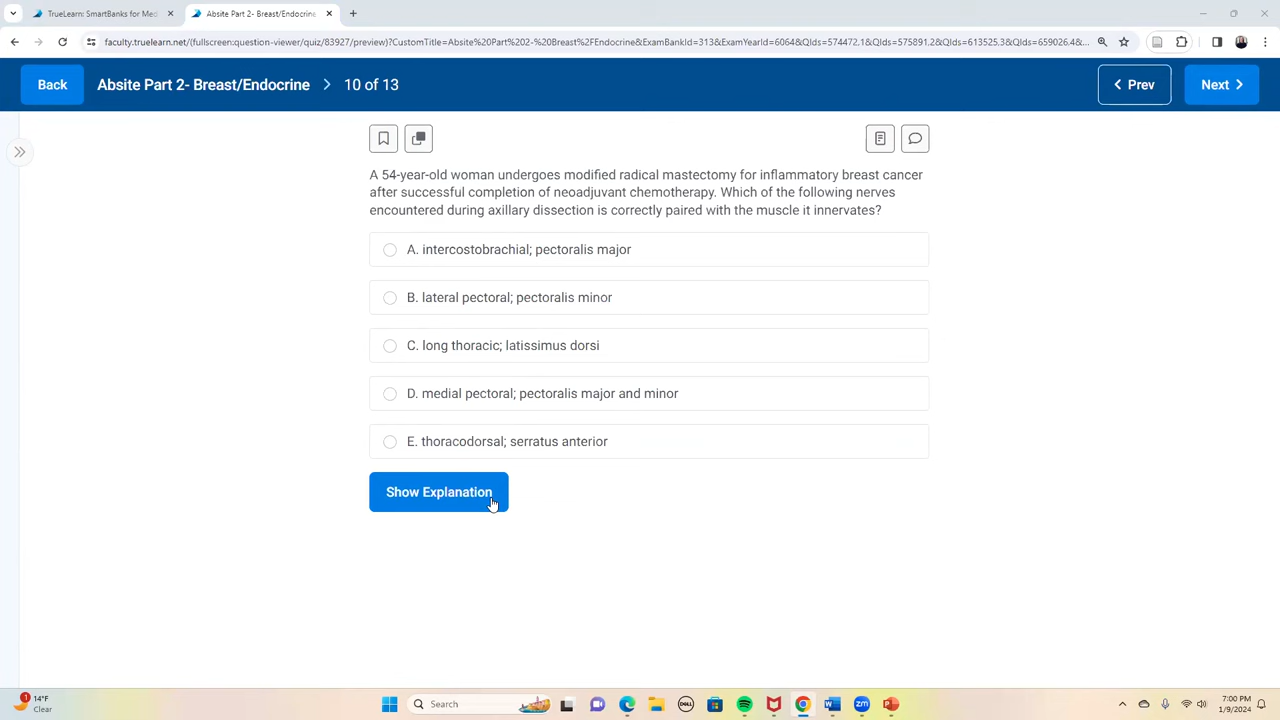 TrueLearn: SmartBanks for Med
Absite Part 2- Breast/Endocrine
faculty.truelearn.net/(fullscreen:question-viewer/quiz/83927/preview)?CustomTitle=Absite%20Part%202-%20Breast%2FEndocrine&ExamBankId=313&ExamYearId=6094&QIds=574472.1&QIds=575891.2&QIds=613525.3&QIds=659026.4&...
Back
Absite Part 2- Breast/Endocrine
10 of 13
Prev
Next
A 54-year-old woman undergoes modified radical mastectomy for inflammatory breast cancer
after successful completion of neoadjuvant chemotherapy. Which of the following nerves
encountered during axillary dissection is correctly paired with the muscle it innervates?
A. intercostobrachial; pectoralis major
B. lateral pectoral; pectoralis minor
C. long thoracic; latissimus dorsi
D. medial pectoral; pectoralis major and minor
E. thoracodorsal; serratus anterior
Show Explanation
1
14°F
Clear
Search
DELL
W
zm
P
7:00 PM
1/9/2024